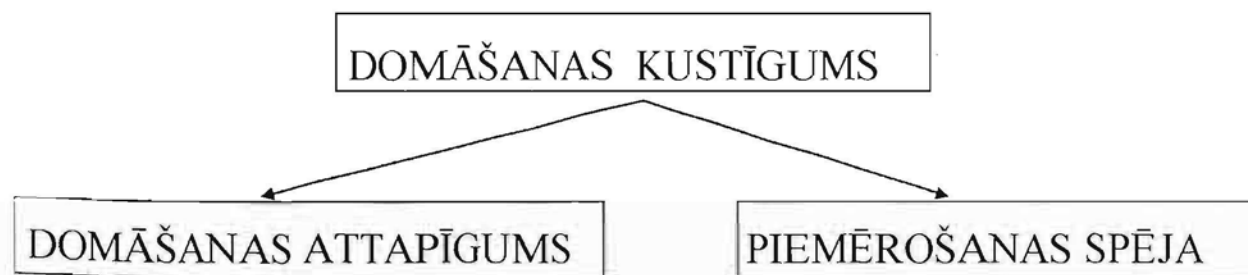 DOMĀŠANAS KUSTĪGUMS
DOMĀŠANAS ATTAPĪGUMS
PIEMĒROŠANAS SPĒJA